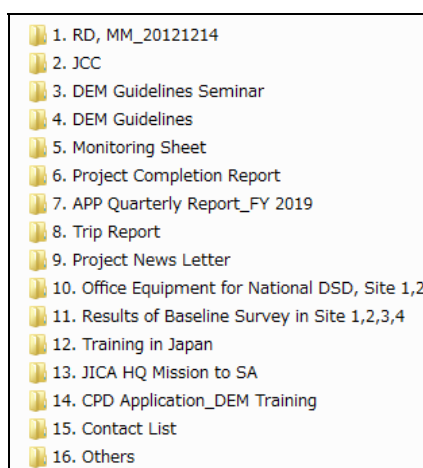 1. RD, MM_20121214
2. JCC
3. DEM Guidelines Seminar
4. DEM Guidelines
5. Monitoring Sheet
6. Project Completion Report
7. APP Quarterly Report_FY 2019
8. Trip Report
9. Project News Letter
10. Office Equipment for National DSD, Site 1,2
11. Results of Baseline Survey in Site 1,2,3,4
12. Training in Japan
13. JICA HQ Mission to SA
14. CPD Application_DEM Training
15. Contact List
16. Others